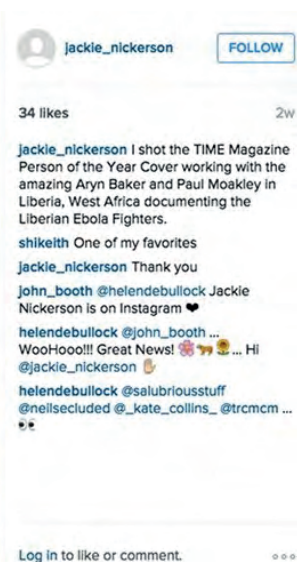 jackie_nickerson
FOLLOW
34 likes
2w
jackie_nickerson I shot the TIME Magazine
Person of the Year Cover working with the
amazing Aryn Baker and Paul Moakley in
Liberia, West Africa documenting the
Liberian Ebola Fighters.
shikeith One of my favorites
jackie_nickerson Thank you
john_booth @helendebullock Jackie
Nickerson is on Instagram ❤
helendebullock @john_booth ...
WooHooo!!! Great News! 🌸🐆🌻... Hi
@jackie_nickerson ✋
helendebullock @salubriousstuff
@neilsecluded @_kate_collins_ @trcmcm ...
👀
Log in to like or comment.